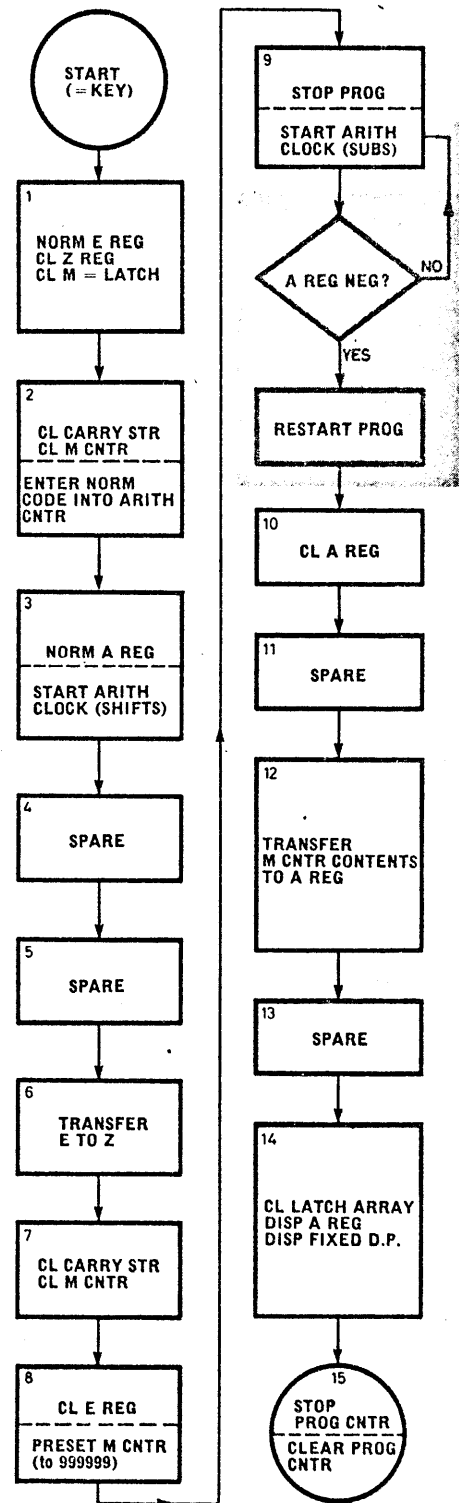 START
(=KEY)
1
NORM E REG
CL Z REG
CL M = LATCH
2
CL CARRY STR
CL M CNTR
ENTER NORM
CODE INTO ARITH
CNTR
3
NORM A REG
START ARITH
CLOCK (SHIFTS)
4
SPARE
5
SPARE
6
TRANSFER
E TO Z
7
CL CARRY STR
CL M CNTR
8
CL E REG
PRESET M CNTR
(to 999999)
9
STOP PROG
START ARITH
CLOCK (SUBS)
A REG NEG?
NO
YES
RESTART PROG
10
CL A REG
11
SPARE
12
TRANSFER
M CNTR CONTENTS
TO A REG
13
SPARE
14
CL LATCH ARRAY
DISP A REG
DISP FIXED D.P.
15
STOP
PROG CNTR
CLEAR PROG
CNTR